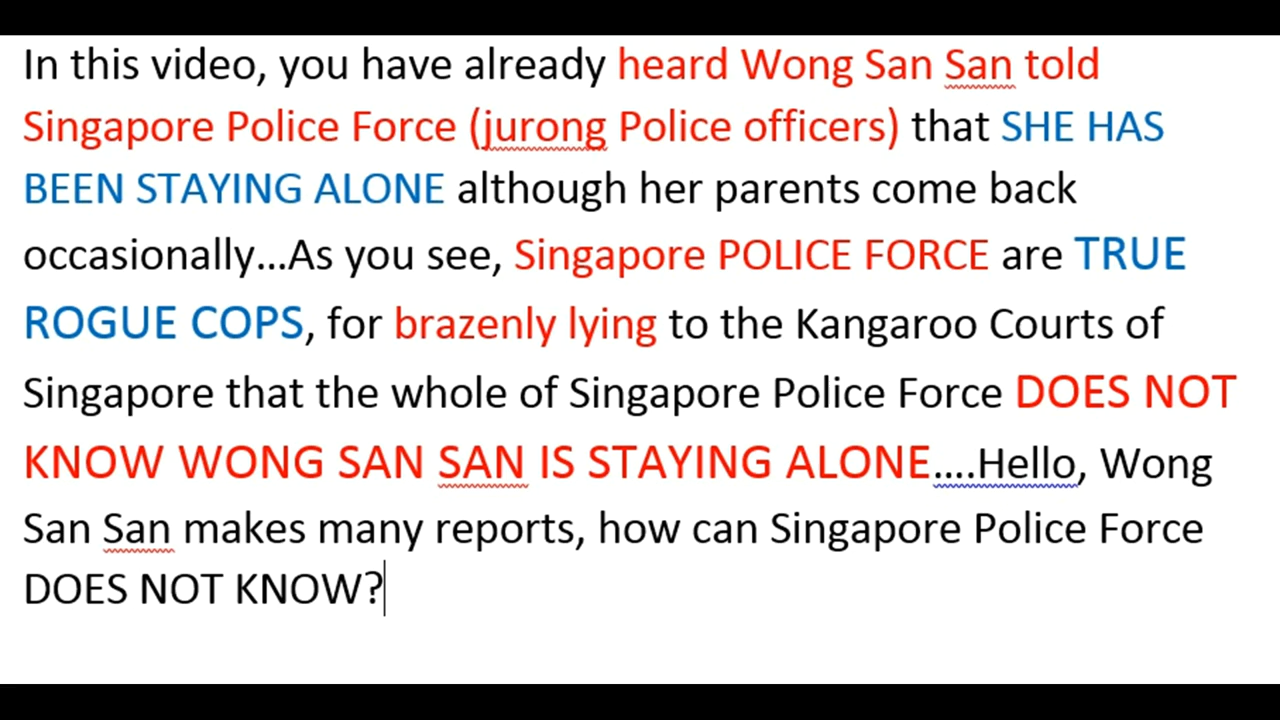 In this video, you have already heard Wong San San told
Singapore Police Force (jurong Police officers) that SHE HAS
BEEN STAYING ALONE although her parents come back
occasionally...As you see, Singapore POLICE FORCE are TRUE
ROGUE COPS, for brazenly lying to the Kangaroo Courts of
Singapore that the whole of Singapore Police Force DOES NOT
KNOW WONG SAN SAN IS STAYING ALONE....Hello, Wong
San San makes many reports, how can Singapore Police Force
DOES NOT KNOW?